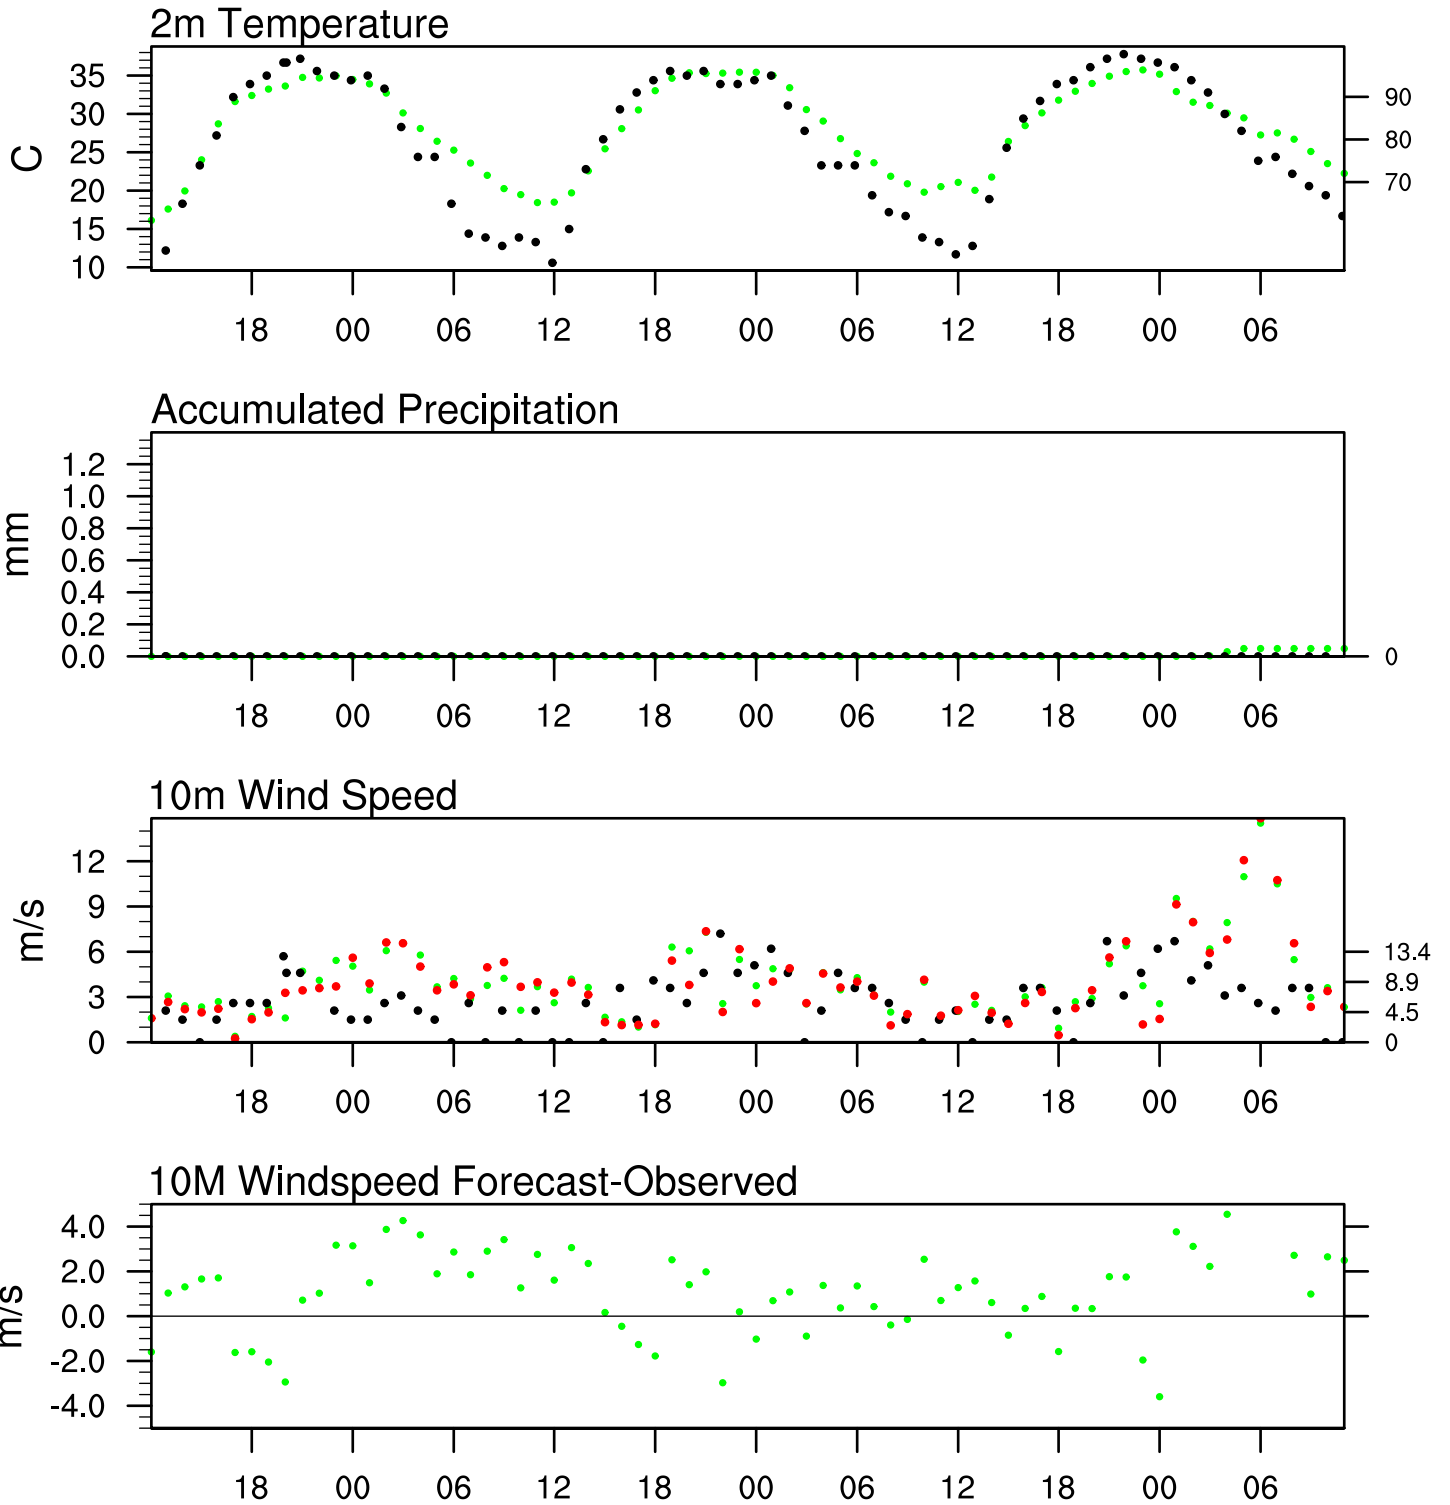 2m Temperature
35
30
25
20
15
10
C
90
80
70
18 00 06 12 18 00 06 12 18 00 06
Accumulated Precipitation
1.2
1.0
0.8
0.6
0.4
0.2
0.0
mm
0
18 00 06 12 18 00 06 12 18 00 06
10m Wind Speed
12
9
6
3
0
m/s
13.4
8.9
4.5
0
18 00 06 12 18 00 06 12 18 00 06
10M Windspeed Forecast-Observed
4.0
2.0
0.0
-2.0
-4.0
m/s
18 00 06 12 18 00 06 12 18 00 06